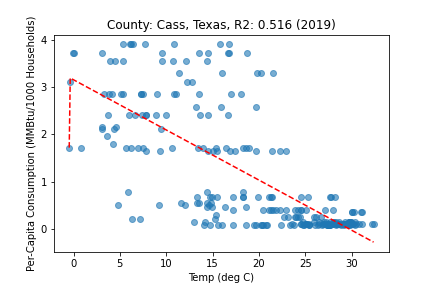 County: Cass, Texas, R2: 0.516 (2019)
Per-Capita Consumption (MMBtu/1000 Households)
4
3
2
1
0
0 5 10 15 20 25 30
Temp (deg C)